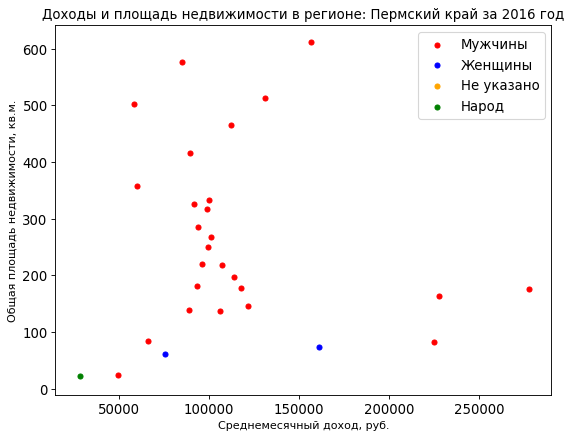 Доходы и площадь недвижимости в регионе: Пермский край за 2016 год
Мужчины
Женщины
Не указано
Народ
Общая площадь недвижимости, кв.м.
600
500
400
300
200
100
0
50000 100000 150000 200000 250000
Среднемесячный доход, руб.